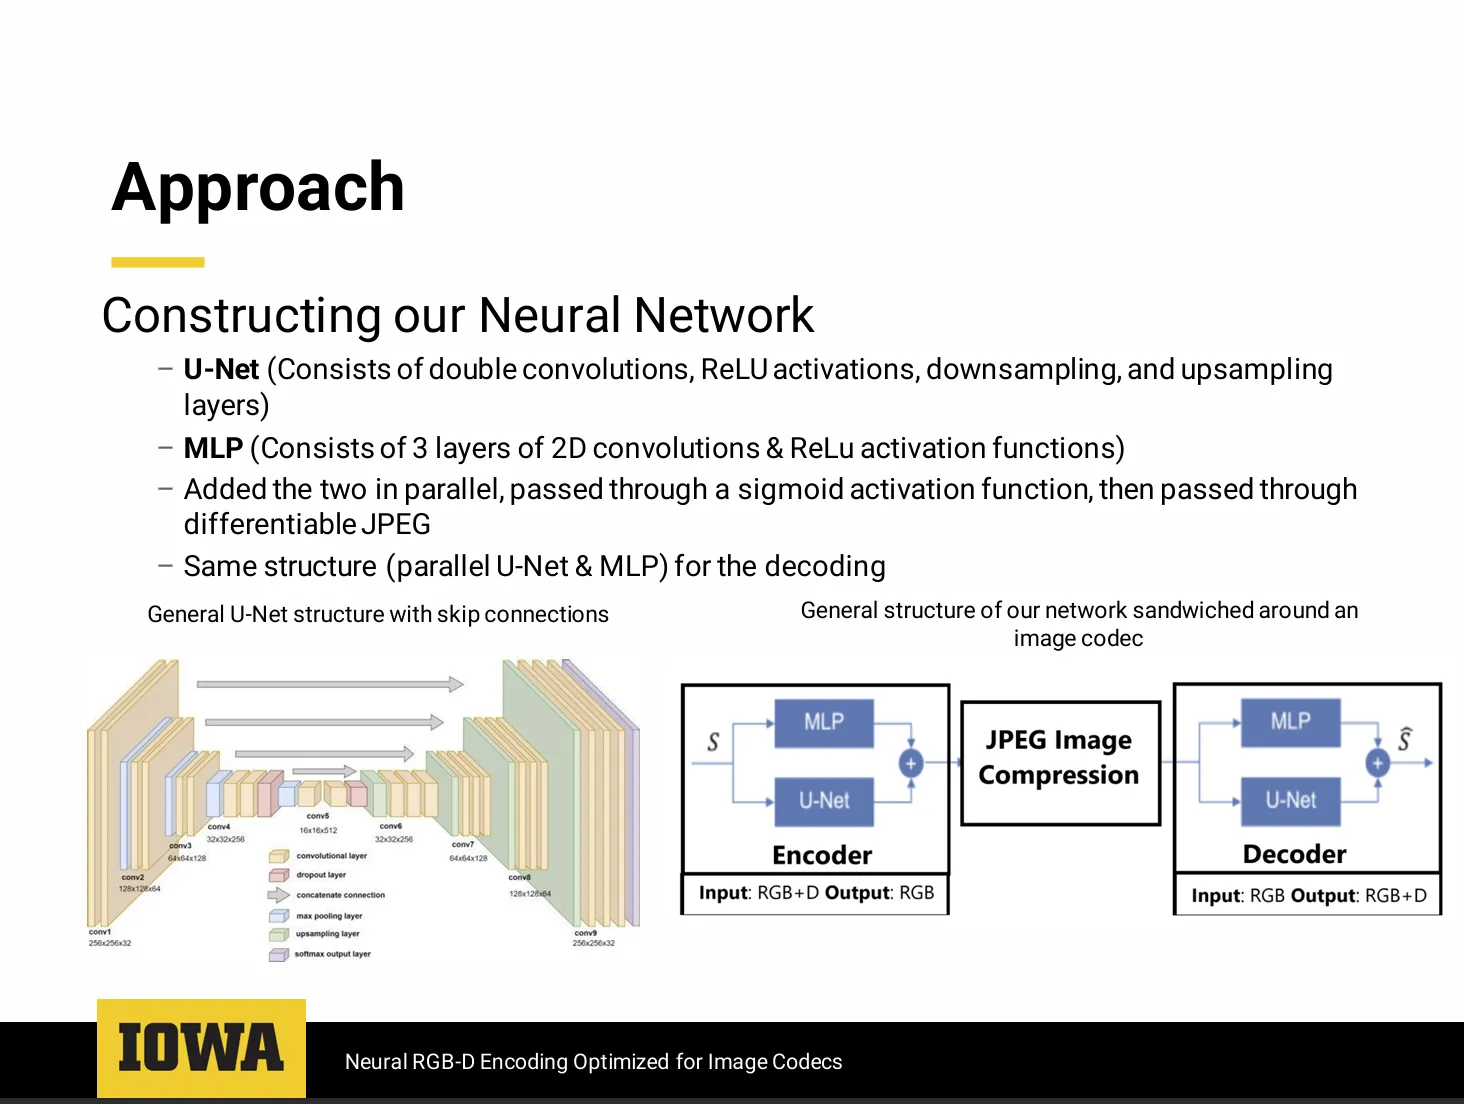 Approach
Constructing our Neural Network
– U-Net (Consists of double convolutions, ReLU activations, downsampling, and upsampling
layers)
– MLP (Consists of 3 layers of 2D convolutions & ReLu activation functions)
– Added the two in parallel, passed through a sigmoid activation function, then passed through
differentiable JPEG
– Same structure (parallel U-Net & MLP) for the decoding
General U-Net structure with skip connections
conv1
256x256x32
conv2
128x128x64
conv3
64x64x128
conv4
32x32x256
conv5
16x16x512
conv6
32x32x256
conv7
64x64x128
conv8
128x128x64
conv9
256x256x32
convolutional layer
dropout layer
concatenate connection
max pooling layer
upsampling layer
softmax output layer
General structure of our network sandwiched around an
image codec
S
MLP
+
U-Net
Encoder
Input: RGB+D Output: RGB
JPEG Image
Compression
MLP
Ŝ
+
U-Net
Decoder
Input: RGB Output: RGB+D
IOWA
Neural RGB-D Encoding Optimized for Image Codecs